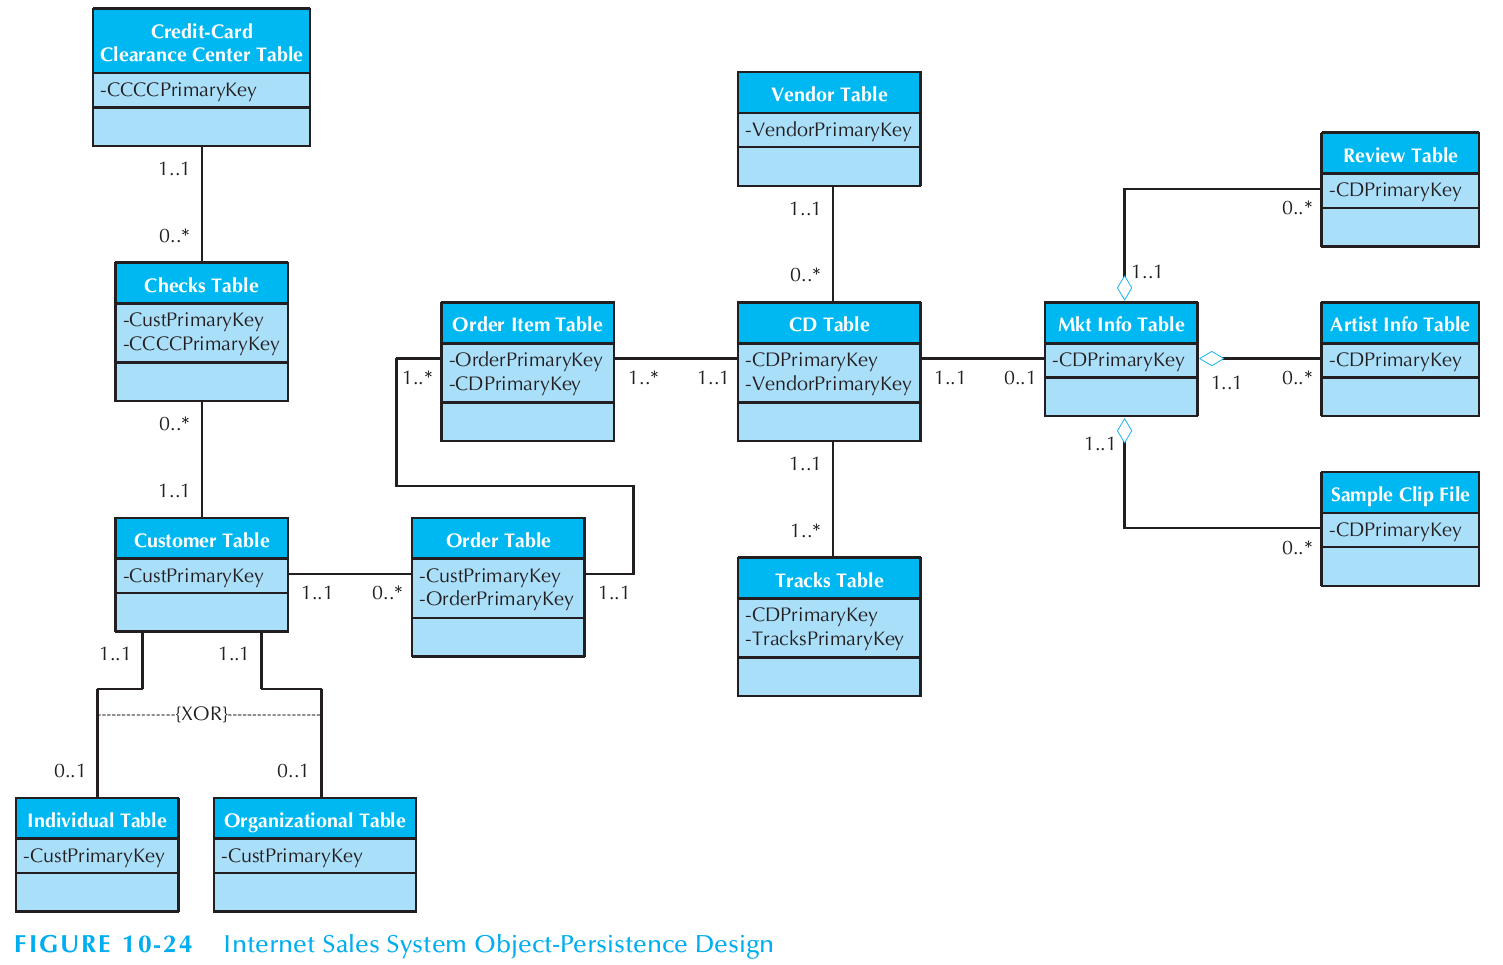 Credit-Card
Clearance Center Table
-CCCCPrimaryKey
1..1
0..*
Checks Table
-CustPrimaryKey
-CCCCPrimaryKey
0..*
1..1
Customer Table
-CustPrimaryKey
1..1
0..*
1..1
1..1
{XOR}
0..1
0..1
Individual Table
-CustPrimaryKey
Organizational Table
-CustPrimaryKey
Order Table
-CustPrimaryKey
-OrderPrimaryKey
1..1
1..*
Order Item Table
-OrderPrimaryKey
-CDPrimaryKey
1..*
1..1
Vendor Table
-VendorPrimaryKey
1..1
0..*
CD Table
-CDPrimaryKey
-VendorPrimaryKey
1..1
1..*
Tracks Table
-CDPrimaryKey
-TracksPrimaryKey
1..1
0..1
Mkt Info Table
-CDPrimaryKey
1..1
0..*
Review Table
-CDPrimaryKey
1..1
0..*
Artist Info Table
-CDPrimaryKey
1..1
0..*
Sample Clip File
-CDPrimaryKey
FIGURE 10-24 Internet Sales System Object-Persistence Design